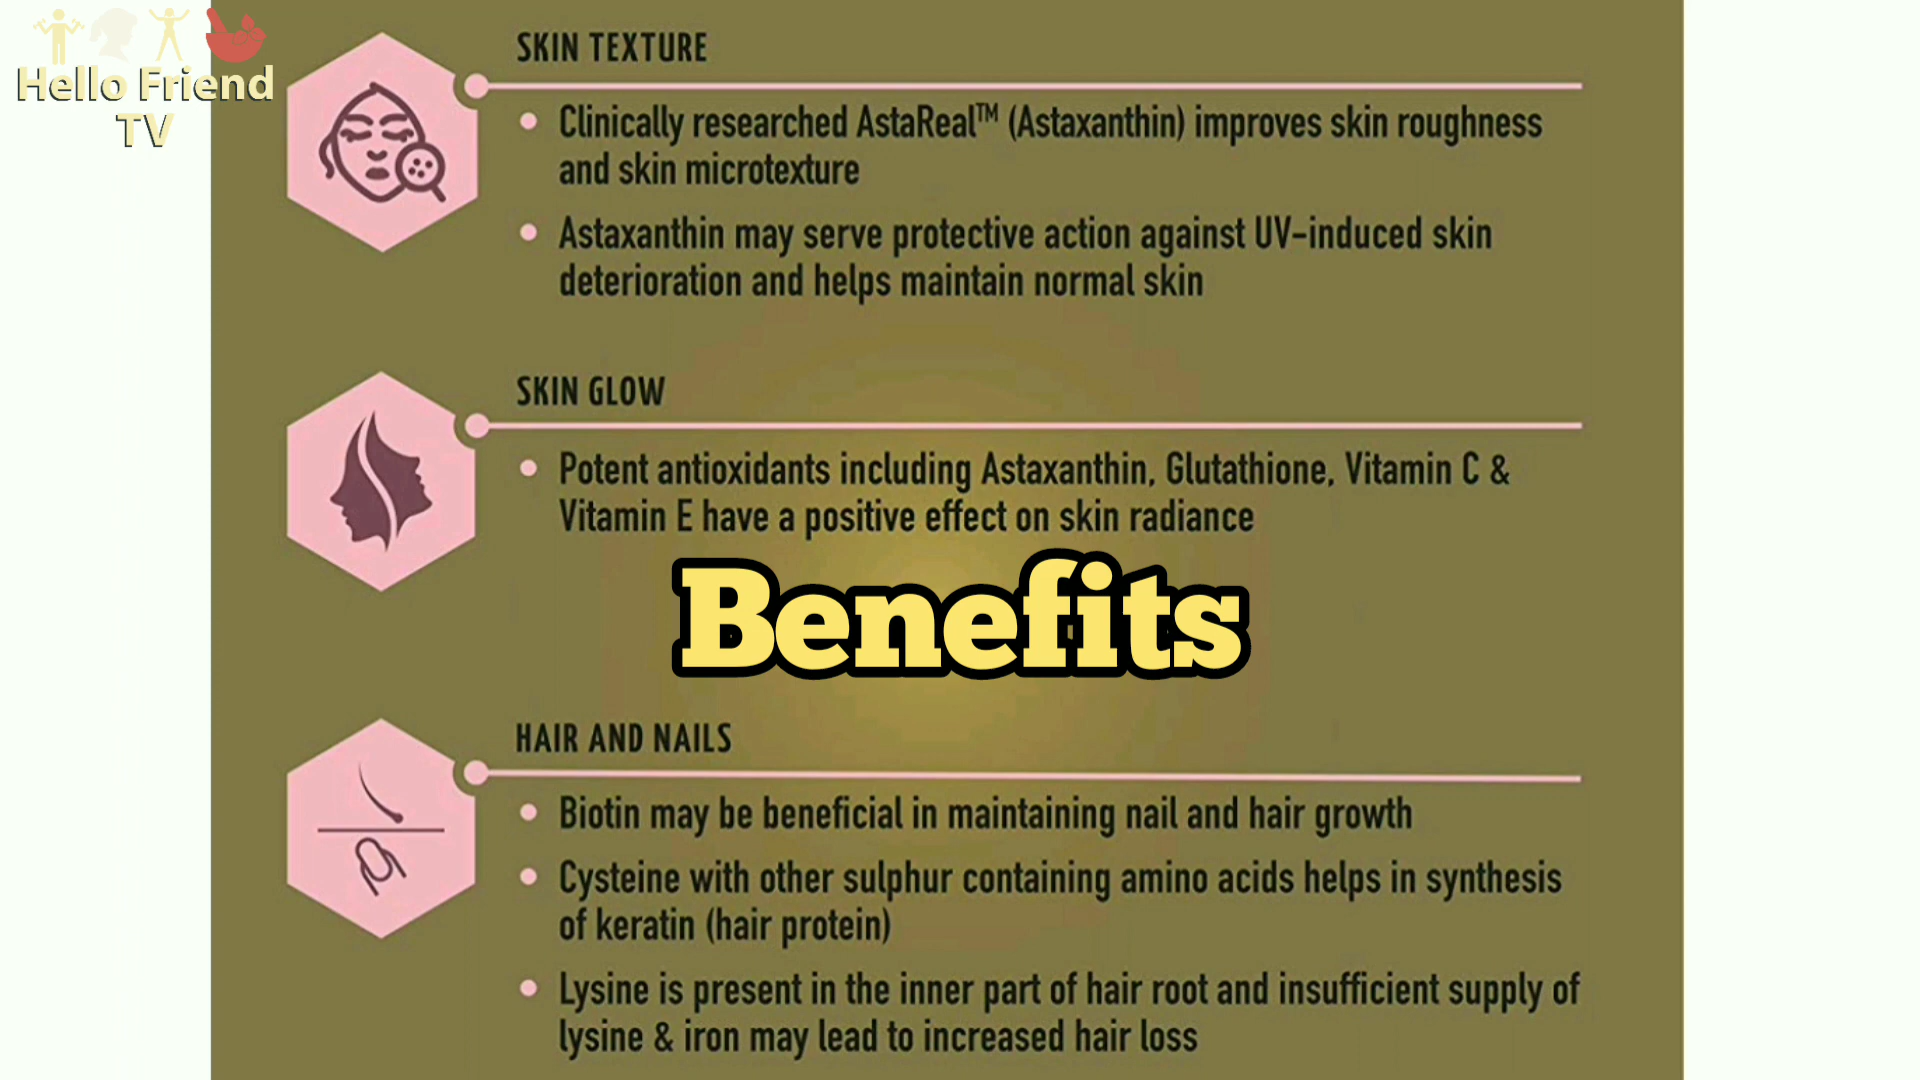 Hello Friend
TV
SKIN TEXTURE
Clinically researched AstaReal™ (Astaxanthin) improves skin roughness
and skin microtexture
Astaxanthin may serve protective action against UV-induced skin
deterioration and helps maintain normal skin
SKIN GLOW
Potent antioxidants including Astaxanthin, Glutathione, Vitamin C &
Vitamin E have a positive effect on skin radiance
Benefits
HAIR AND NAILS
Biotin may be beneficial in maintaining nail and hair growth
Cysteine with other sulphur containing amino acids helps in synthesis
of keratin (hair protein)
Lysine is present in the inner part of hair root and insufficient supply of
lysine & iron may lead to increased hair loss